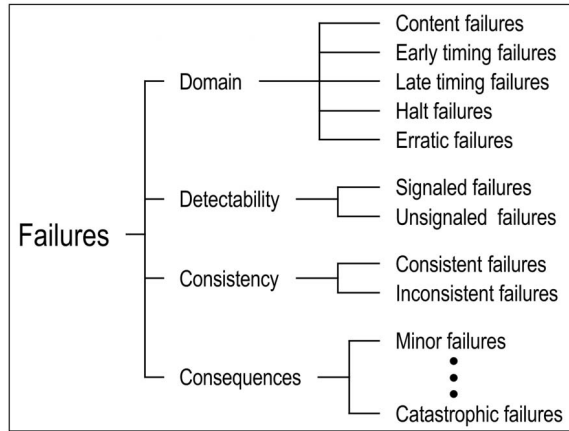 Failures
Domain
Content failures
Early timing failures
Late timing failures
Halt failures
Erratic failures
Detectability
Signaled failures
Unsignaled failures
Consistency
Consistent failures
Inconsistent failures
Consequences
Minor failures
Catastrophic failures